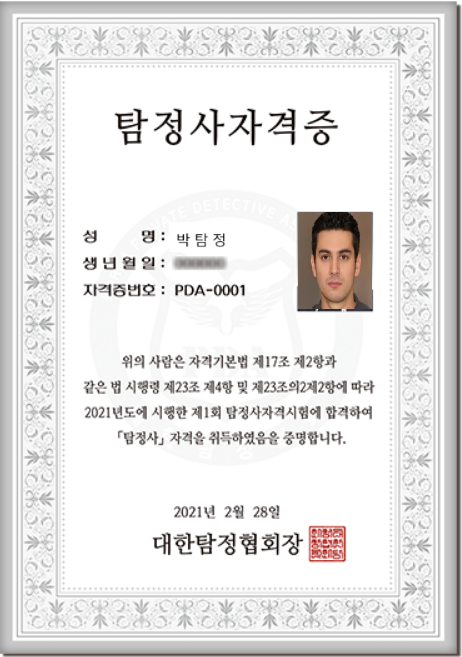 탐정사자격증
성 명 : 박 탐 정
생 년 월 일 :
자격증번호 : PDA-0001
위의 사람은 자격기본법 제17조 제2항과
같은 법 시행령 제23조 제4항 및 제23조의2제2항에 따라
2021년도에 시행한 제1회 탐정사자격시험에 합격하여
「탐정사」 자격을 취득하였음을 증명합니다.
2021년 2월 28일
대한탐정협회장